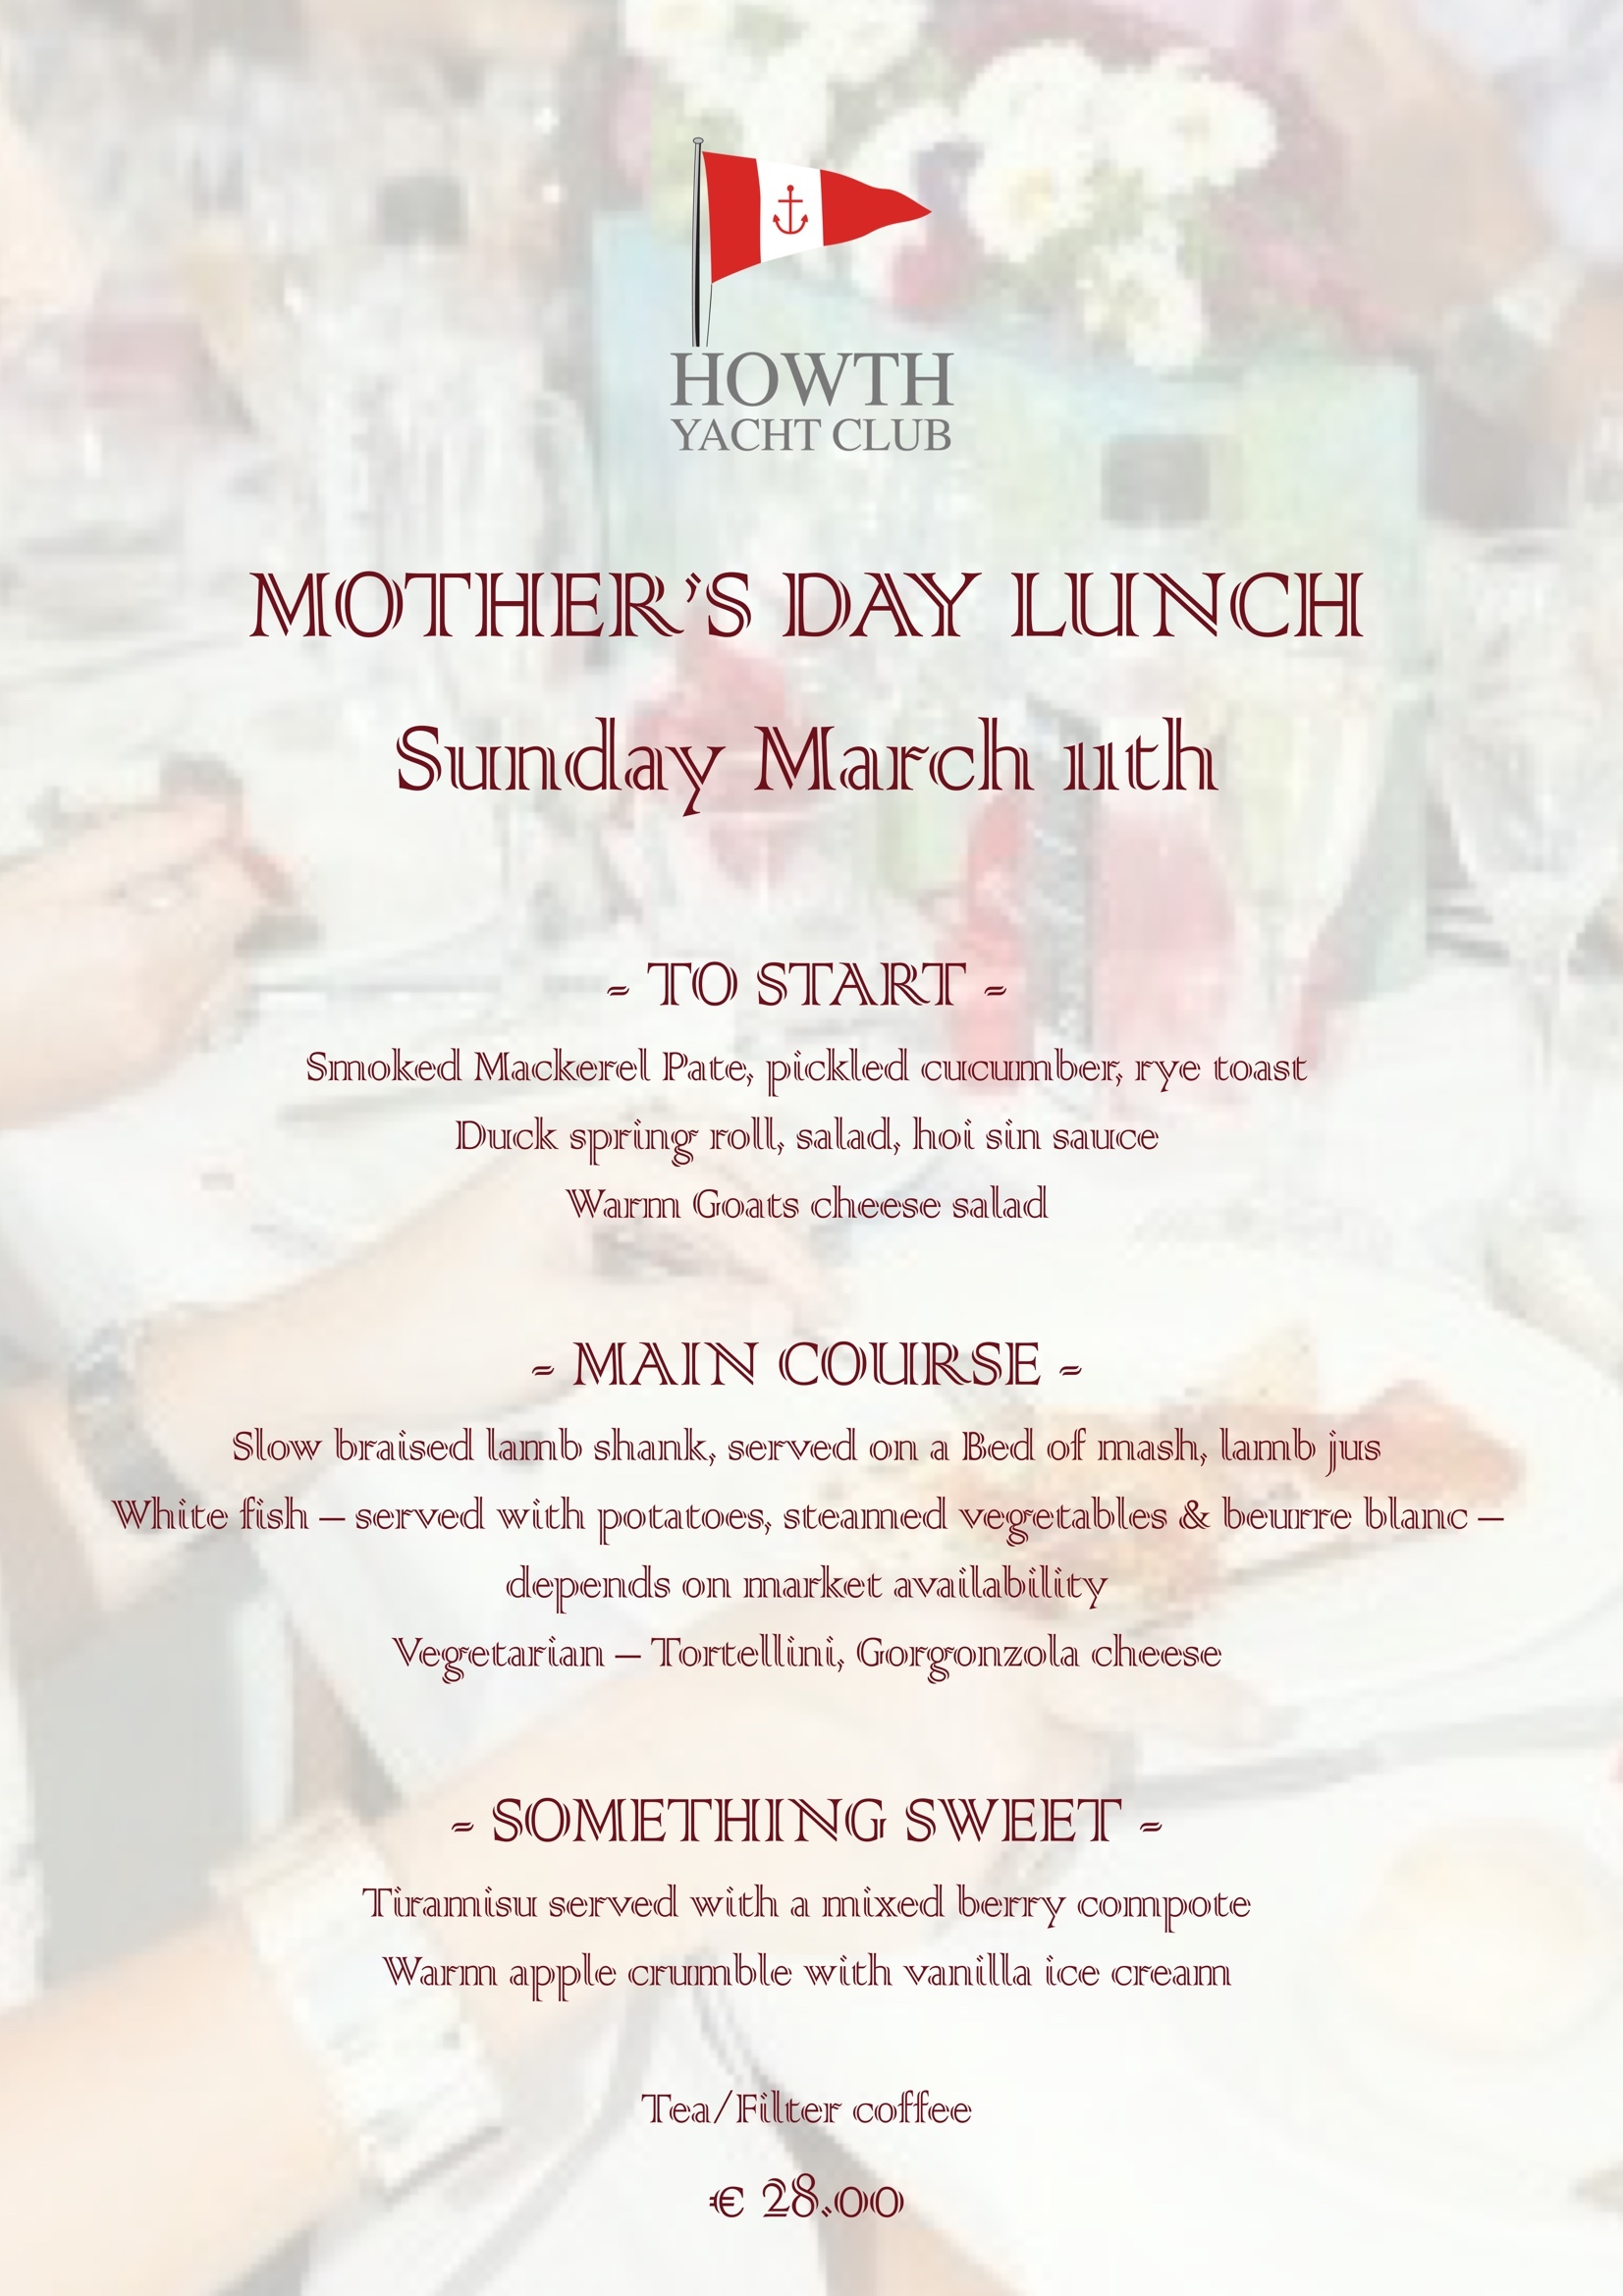 HOWTH
YACHT CLUB
MOTHER'S DAY LUNCH
Sunday March 11th
- TO START -
Smoked Mackerel Pate, pickled cucumber, rye toast
Duck spring roll, salad, hoi sin sauce
Warm Goats cheese salad
- MAIN COURSE -
Slow braised lamb shank, served on a Bed of mash, lamb jus
White fish – served with potatoes, steamed vegetables & beurre blanc –
depends on market availability
Vegetarian – Tortellini, Gorgonzola cheese
- SOMETHING SWEET -
Tiramisu served with a mixed berry compote
Warm apple crumble with vanilla ice cream
Tea/Filter coffee
€ 28.00